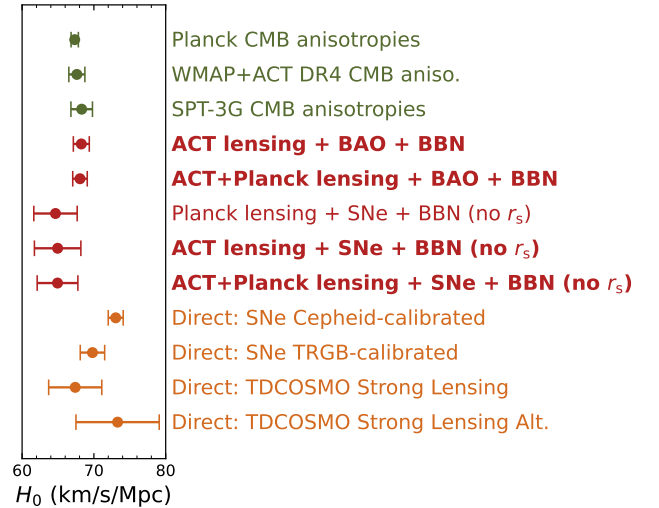 Planck CMB anisotropies
WMAP+ACT DR4 CMB aniso.
SPT-3G CMB anisotropies
ACT lensing + BAO + BBN
ACT+Planck lensing + BAO + BBN
Planck lensing + SNe + BBN (no rₛ)
ACT lensing + SNe + BBN (no rₛ)
ACT+Planck lensing + SNe + BBN (no rₛ)
Direct: SNe Cepheid-calibrated
Direct: SNe TRGB-calibrated
Direct: TDCOSMO Strong Lensing
Direct: TDCOSMO Strong Lensing Alt.
60 70 80
H₀ (km/s/Mpc)